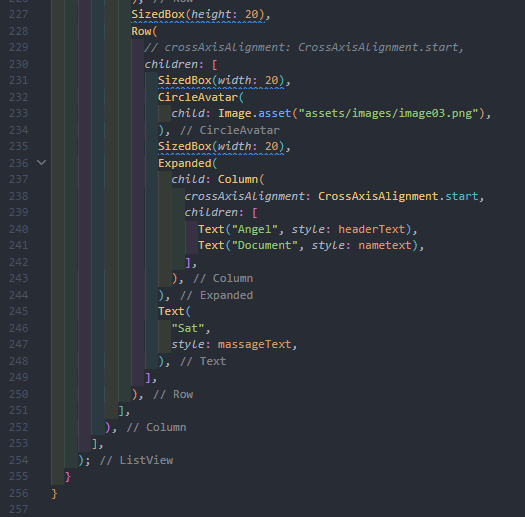 226 ), // Row
227 SizedBox(height: 20),
228 Row(
229 // crossAxisAlignment: CrossAxisAlignment.start,
230 children: [
231 SizedBox(width: 20),
232 CircleAvatar(
233 child: Image.asset("assets/images/image03.png"),
234 ), // CircleAvatar
235 SizedBox(width: 20),
236 Expanded(
237 child: Column(
238 crossAxisAlignment: CrossAxisAlignment.start,
239 children: [
240 Text("Angel", style: headerText),
241 Text("Document", style: nametext),
242 ],
243 ), // Column
244 ), // Expanded
245 Text(
246 "Sat",
247 style: massageText,
248 ), // Text
249 ],
250 ), // Row
251 ],
252 ), // Column
253 ],
254 ); // ListView
255 }
256 }
257